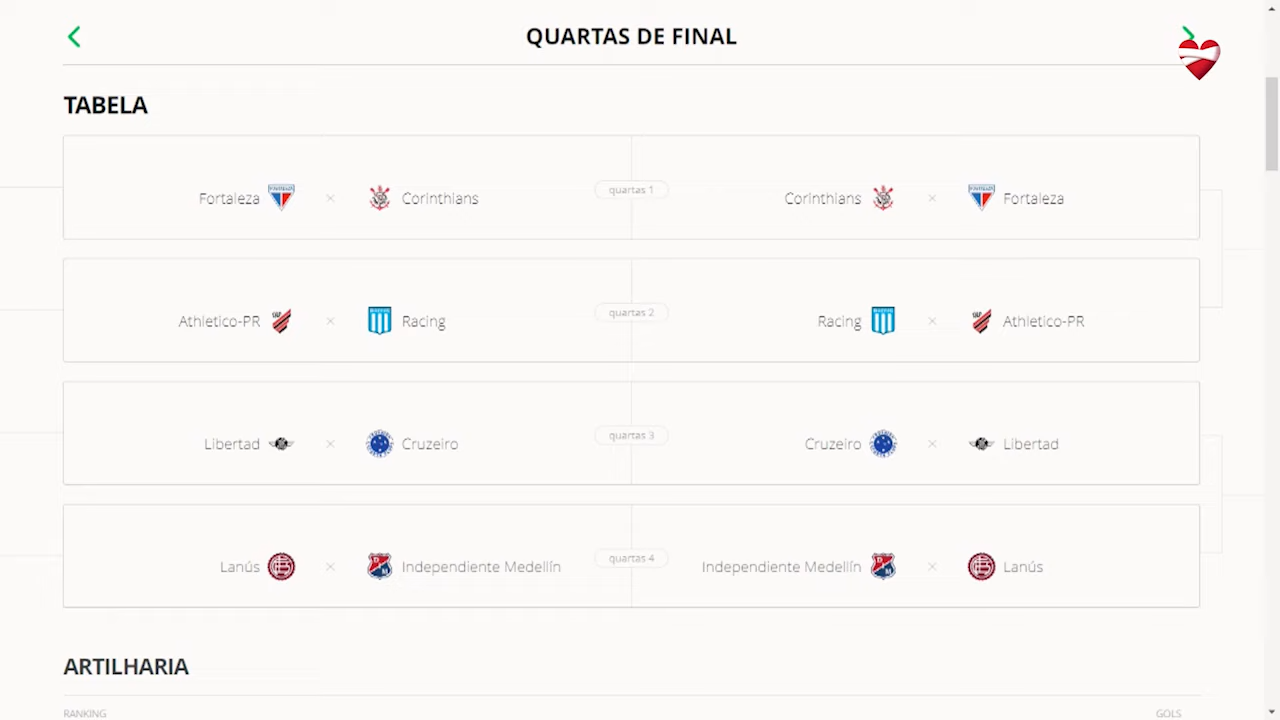 QUARTAS DE FINAL
TABELA
Fortaleza × Corinthians quartas 1 Corinthians × Fortaleza
Athletico-PR × Racing quartas 2 Racing × Athletico-PR
Libertad × Cruzeiro quartas 3 Cruzeiro × Libertad
Lanús × Independiente Medellín quartas 4 Independiente Medellín × Lanús
ARTILHARIA
RANKING GOLS